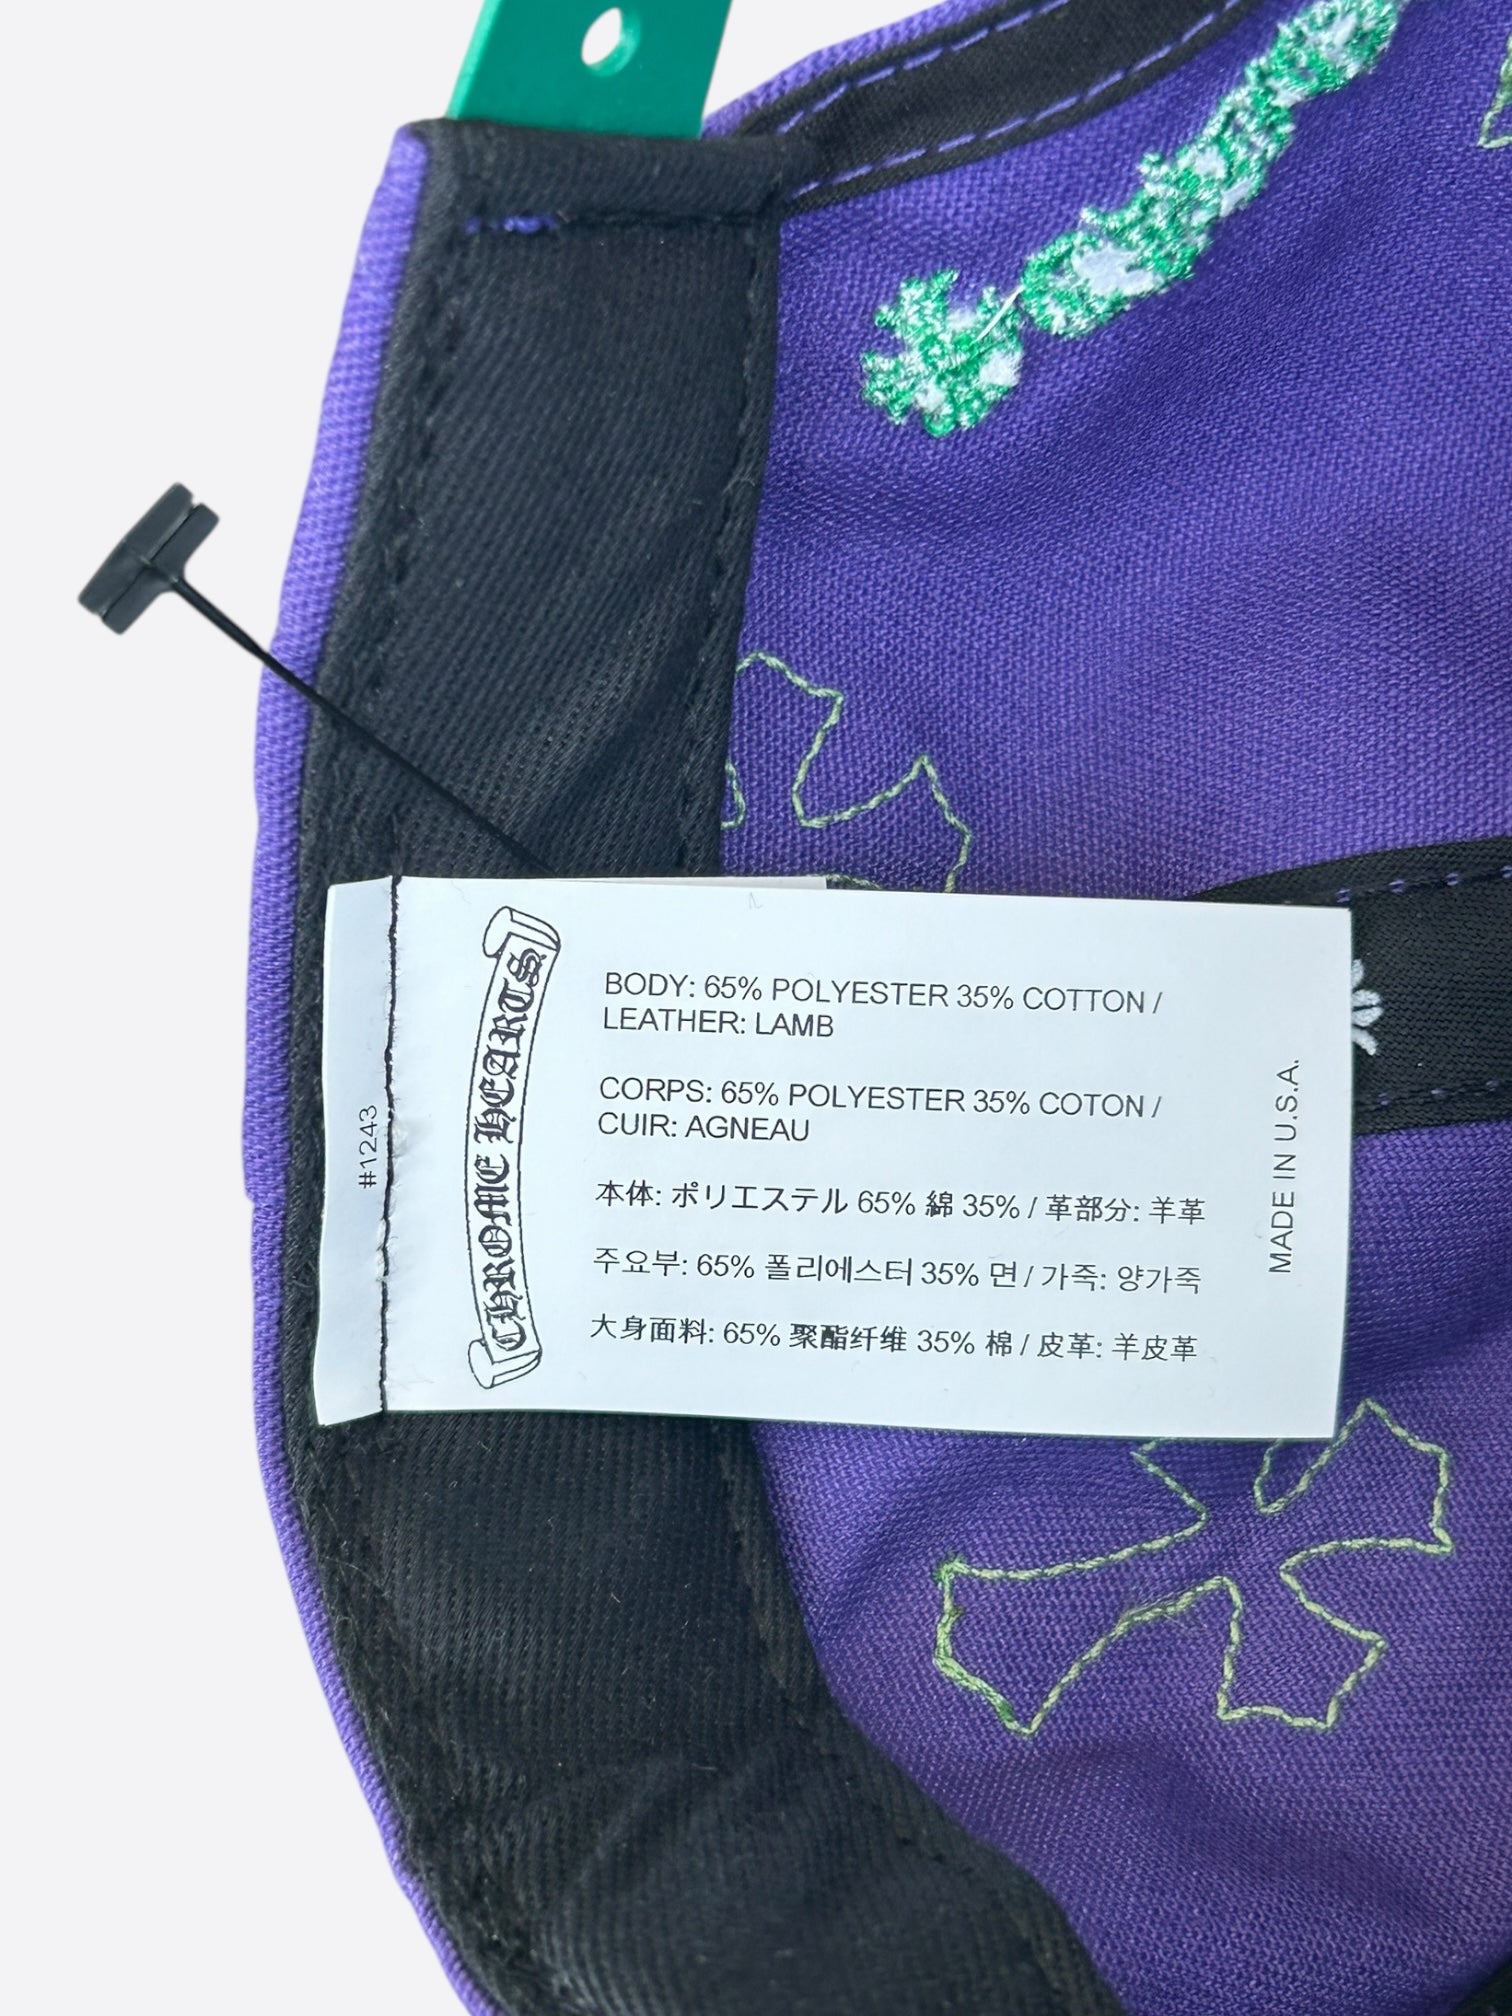 #1243
CHROME HEARTS
BODY: 65% POLYESTER 35% COTTON /
LEATHER: LAMB
CORPS: 65% POLYESTER 35% COTON /
CUIR: AGNEAU
本体: ポリエステル 65% 綿 35% / 革部分: 羊革
주요부: 65% 폴리에스터 35% 면 / 가죽: 양가죽
大身面料: 65% 聚酯纤维 35% 棉 / 皮革: 羊皮革
MADE IN U.S.A.